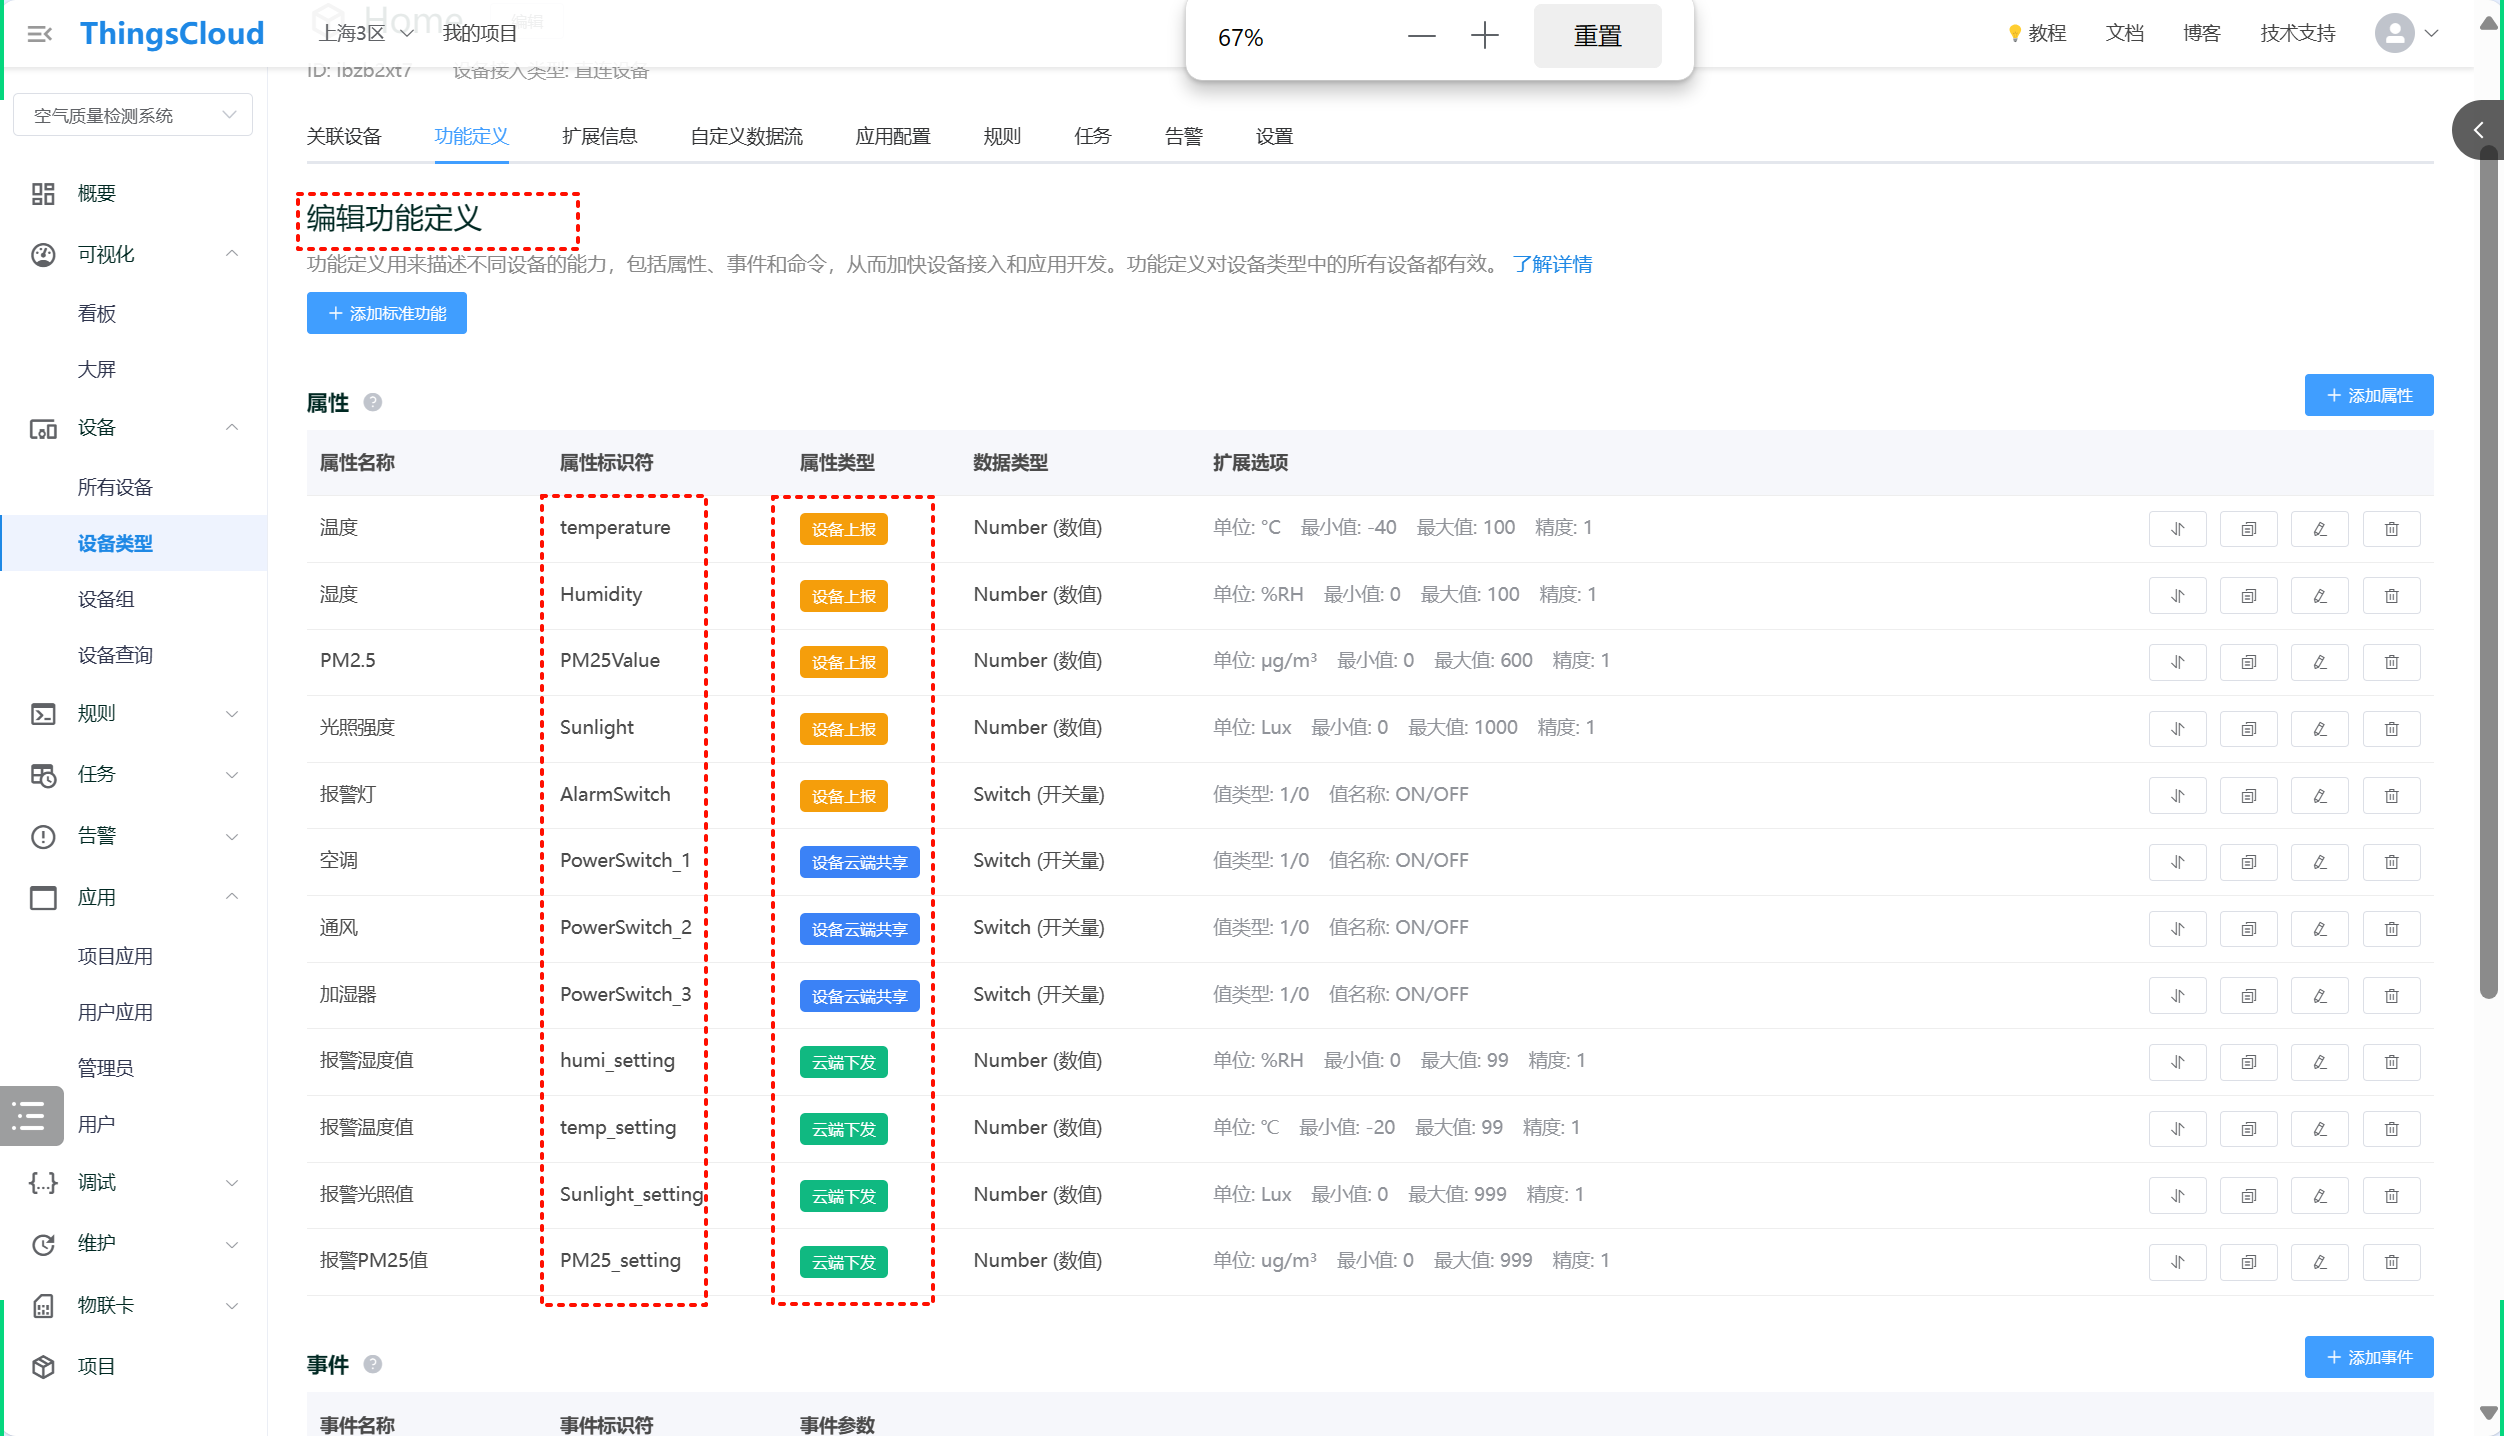 ThingsCloud
上海3区
我的项目
Home
编辑
67%
重置
教程
文档
博客
技术支持
ID: ibzb2xt7 设备接入类型: 直连设备
空气质量检测系统
概要
可视化
看板
大屏
设备
所有设备
设备类型
设备组
设备查询
规则
任务
告警
应用
项目应用
用户应用
管理员
用户
调试
维护
物联卡
项目
关联设备 功能定义 扩展信息 自定义数据流 应用配置 规则 任务 告警 设置
编辑功能定义
功能定义用来描述不同设备的能力，包括属性、事件和命令，从而加快设备接入和应用开发。功能定义对设备类型中的所有设备都有效。 了解详情
添加标准功能
属性
添加属性
属性名称 属性标识符 属性类型 数据类型 扩展选项
温度 temperature 设备上报 Number (数值) 单位: °C 最小值: -40 最大值: 100 精度: 1
湿度 Humidity 设备上报 Number (数值) 单位: %RH 最小值: 0 最大值: 100 精度: 1
PM2.5 PM25Value 设备上报 Number (数值) 单位: μg/m³ 最小值: 0 最大值: 600 精度: 1
光照强度 Sunlight 设备上报 Number (数值) 单位: Lux 最小值: 0 最大值: 1000 精度: 1
报警灯 AlarmSwitch 设备上报 Switch (开关量) 值类型: 1/0 值名称: ON/OFF
空调 PowerSwitch_1 设备云端共享 Switch (开关量) 值类型: 1/0 值名称: ON/OFF
通风 PowerSwitch_2 设备云端共享 Switch (开关量) 值类型: 1/0 值名称: ON/OFF
加湿器 PowerSwitch_3 设备云端共享 Switch (开关量) 值类型: 1/0 值名称: ON/OFF
报警湿度值 humi_setting 云端下发 Number (数值) 单位: %RH 最小值: 0 最大值: 99 精度: 1
报警温度值 temp_setting 云端下发 Number (数值) 单位: ℃ 最小值: -20 最大值: 99 精度: 1
报警光照值 Sunlight_setting 云端下发 Number (数值) 单位: Lux 最小值: 0 最大值: 999 精度: 1
报警PM25值 PM25_setting 云端下发 Number (数值) 单位: ug/m³ 最小值: 0 最大值: 999 精度: 1
事件
添加事件
事件名称 事件标识符 事件参数